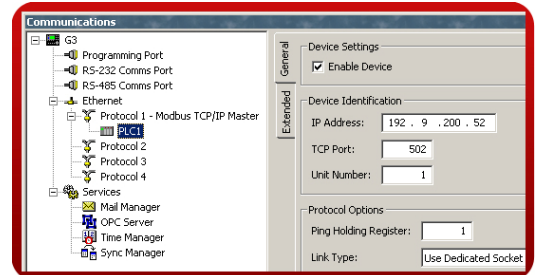 Communications
G3
Programming Port
RS-232 Comms Port
RS-485 Comms Port
Ethernet
Protocol 1 - Modbus TCP/IP Master
PLC1
Protocol 2
Protocol 3
Protocol 4
Services
Mail Manager
OPC Server
Time Manager
Sync Manager
General
Extended
Device Settings
Enable Device
Device Identification
IP Address: 192 . 9 .200 . 52
TCP Port: 502
Unit Number: 1
Protocol Options
Ping Holding Register: 1
Link Type: Use Dedicated Socket